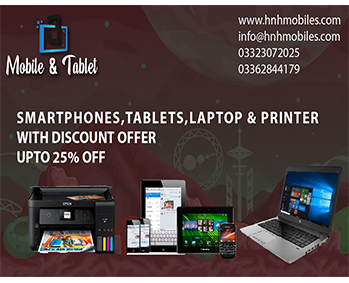 Mobile & Tablet
www.hnhmobiles.com
info@hnhmobiles.com
03323072025
03362844179
SMARTPHONES,TABLETS,LAPTOP & PRINTER
WITH DISCOUNT OFFER
UPTO 25% OFF
EPSON